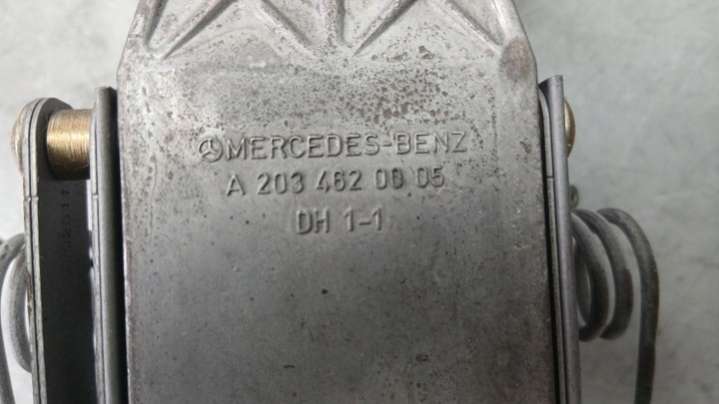 MERCEDES-BENZ
A 203 462 00 05
DH 1-1